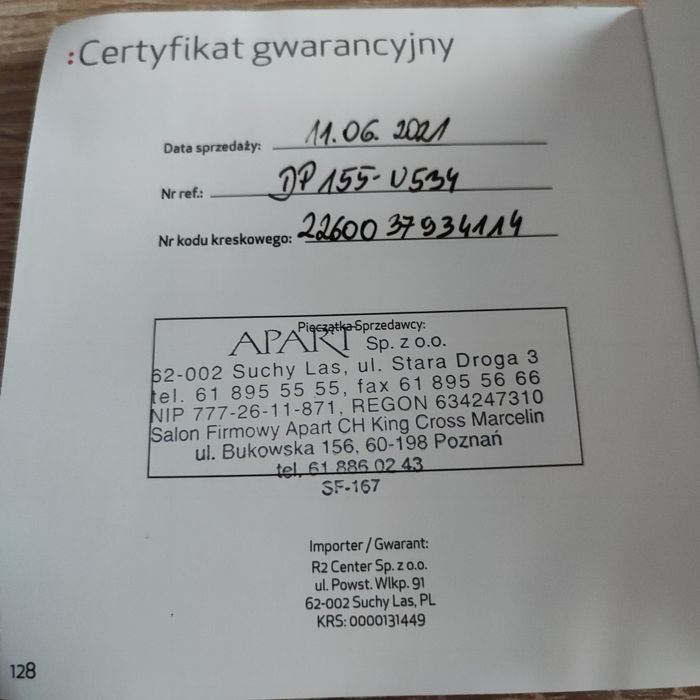 :Certyfikat gwarancyjny
Data sprzedaży: 11.06.2021
Nr ref.: DP155-U534
Nr kodu kreskowego: 2260037934114
Pieczątka Sprzedawcy:
APART Sp. z o.o.
62-002 Suchy Las, ul. Stara Droga 3
tel. 61 895 55 55, fax 61 895 56 66
NIP 777-26-11-871, REGON 634247310
Salon Firmowy Apart CH King Cross Marcelin
ul. Bukowska 156, 60-198 Poznań
tel. 61 886 02 43
SF-167
Importer / Gwarant:
R2 Center Sp. z o.o.
ul. Powst. Wlkp. 91
62-002 Suchy Las, PL
KRS: 0000131449
128